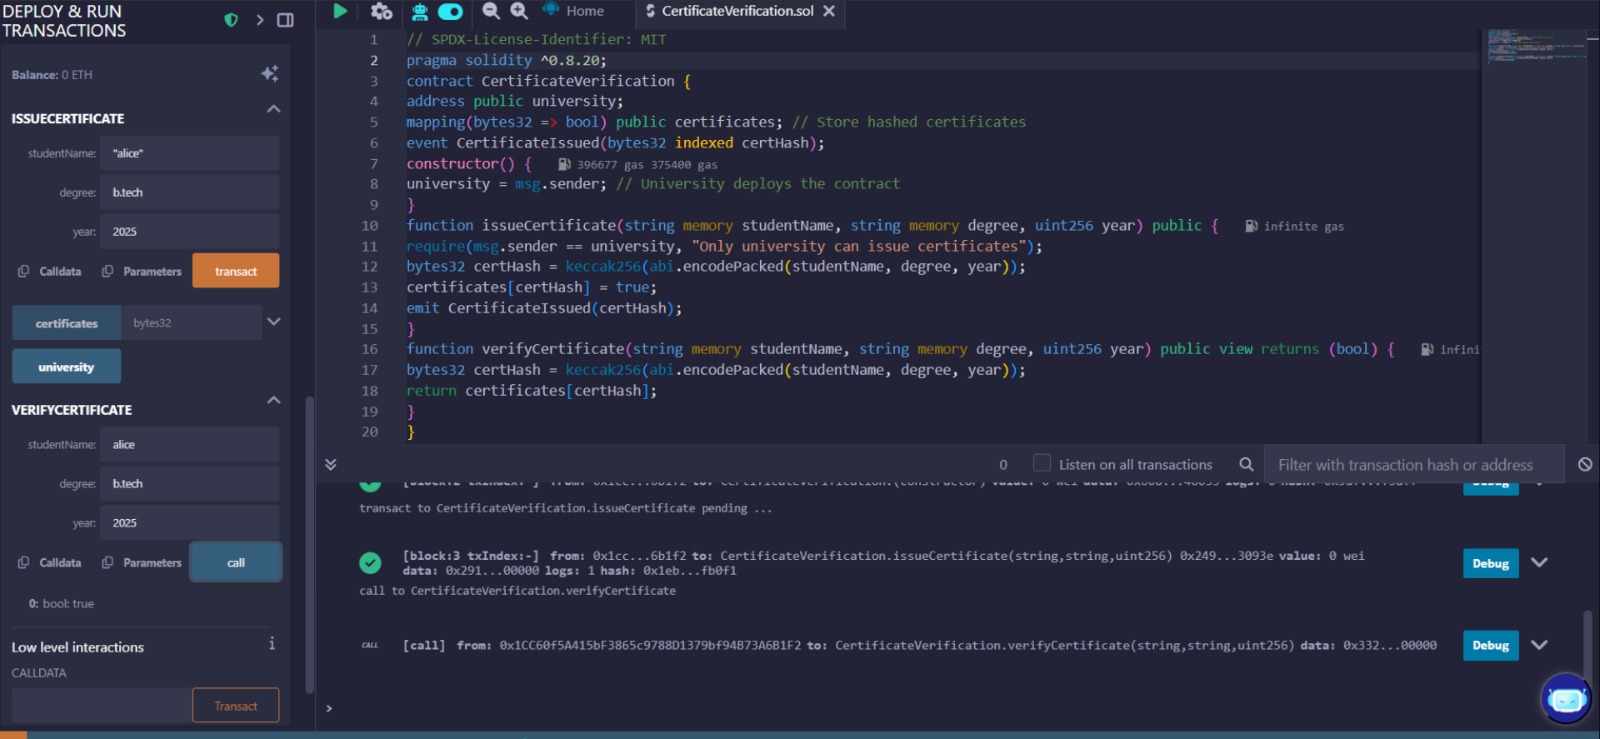 DEPLOY & RUN
TRANSACTIONS
Balance: 0 ETH
ISSUECERTIFICATE
studentName: "alice"
degree: b.tech
year: 2025
Calldata Parameters transact
certificates bytes32
university
VERIFYCERTIFICATE
studentName: alice
degree: b.tech
year: 2025
Calldata Parameters call
0: bool: true
Low level interactions i
CALLDATA
Transact
Home CertificateVerification.sol
1 // SPDX-License-Identifier: MIT
2 pragma solidity ^0.8.20;
3 contract CertificateVerification {
4 address public university;
5 mapping(bytes32 => bool) public certificates; // Store hashed certificates
6 event CertificateIssued(bytes32 indexed certHash);
7 constructor() { 396677 gas 375400 gas
8 university = msg.sender; // University deploys the contract
9 }
10 function issueCertificate(string memory studentName, string memory degree, uint256 year) public { infinite gas
11 require(msg.sender == university, "Only university can issue certificates");
12 bytes32 certHash = keccak256(abi.encodePacked(studentName, degree, year));
13 certificates[certHash] = true;
14 emit CertificateIssued(certHash);
15 }
16 function verifyCertificate(string memory studentName, string memory degree, uint256 year) public view returns (bool) { infini
17 bytes32 certHash = keccak256(abi.encodePacked(studentName, degree, year));
18 return certificates[certHash];
19 }
20 }
0 Listen on all transactions Filter with transaction hash or address
transact to CertificateVerification.issueCertificate pending ...
[block:3 txIndex:-] from: 0x1cc...6b1f2 to: CertificateVerification.issueCertificate(string,string,uint256) 0x249...3093e value: 0 wei
data: 0x291...00000 logs: 1 hash: 0x1eb...fb0f1
Debug
call to CertificateVerification.verifyCertificate
CALL [call] from: 0x1CC60f5A415bF3865c9788D1379bf94B73A6B1F2 to: CertificateVerification.verifyCertificate(string,string,uint256) data: 0x332...00000
Debug
>